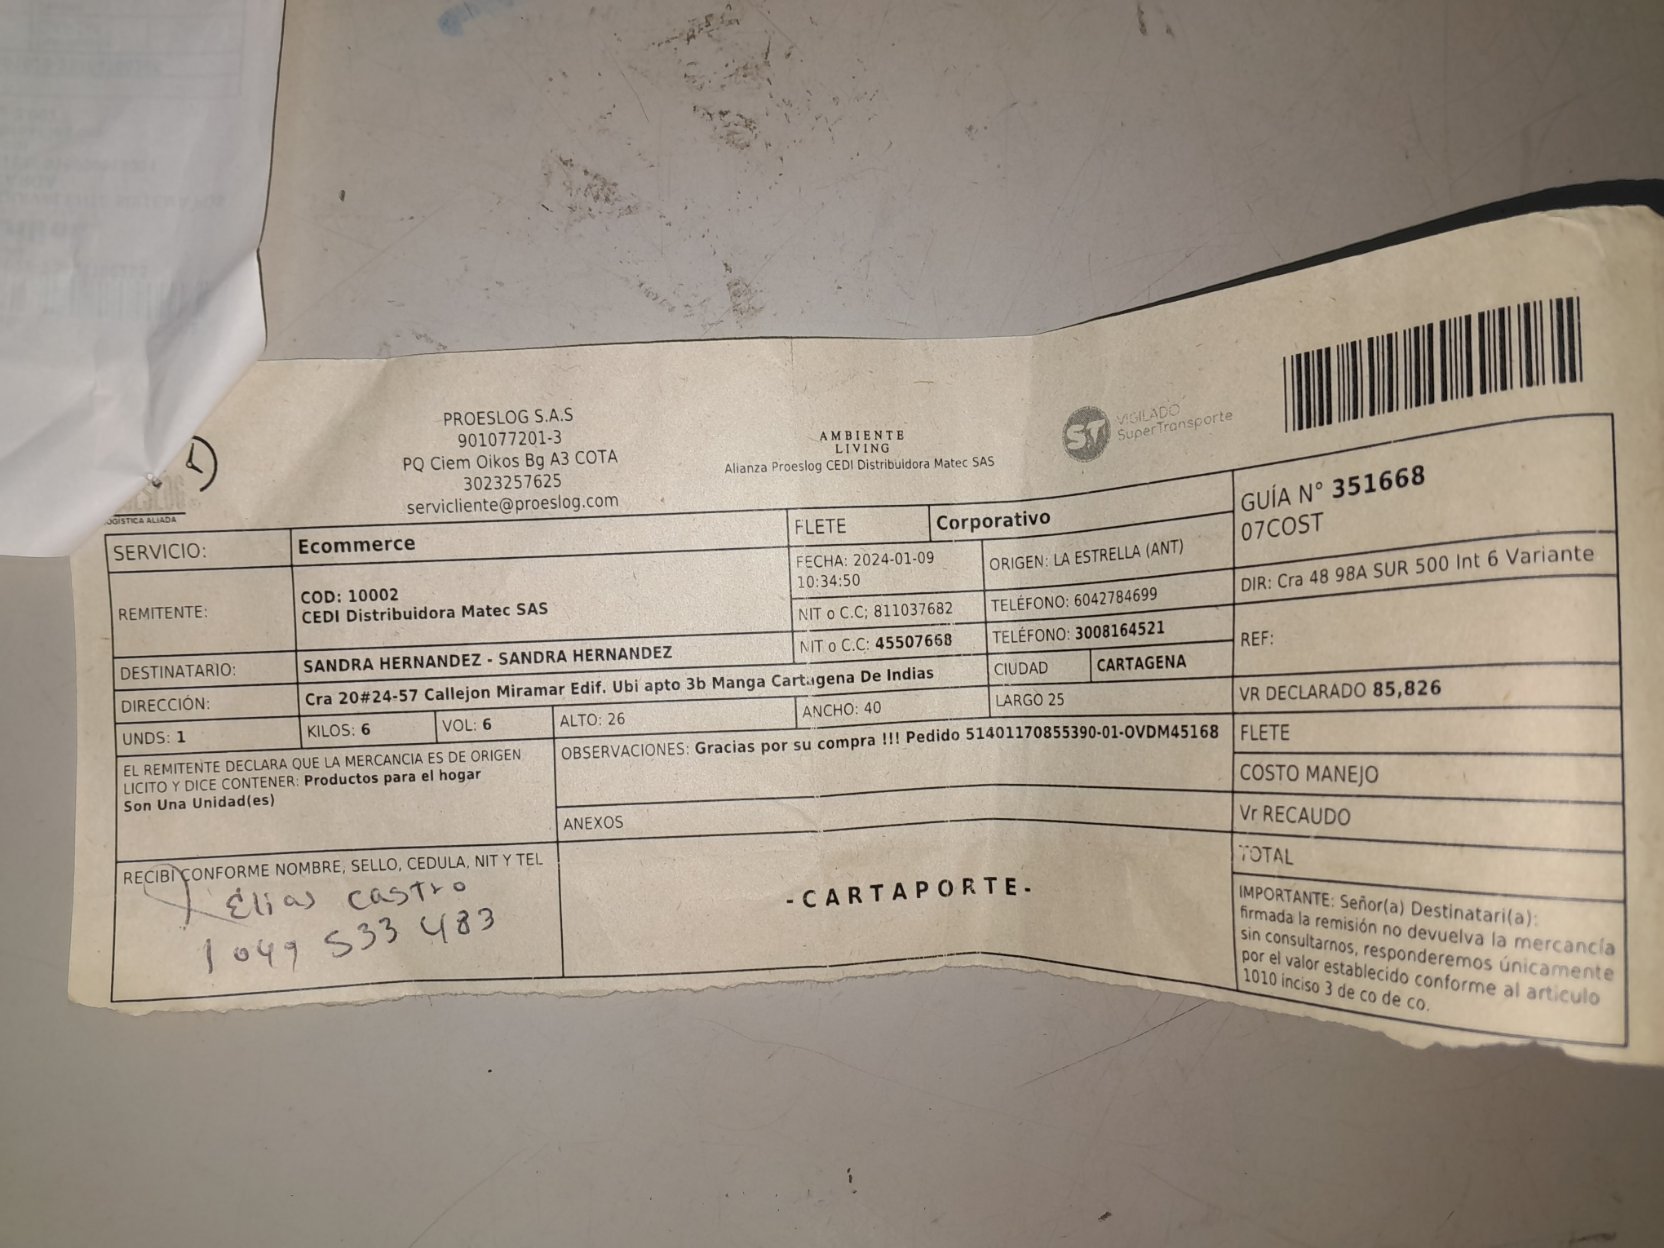 PROESLOG S.A.S
901077201-3
PQ Ciem Oikos Bg A3 COTA
3023257625
servicliente@proeslog.com
AMBIENTE
LIVING
Alianza Proeslog CEDI Distribuidora Matec SAS
ST VIGILADO
SuperTransporte
OGÍSTICA ALIADA
SERVICIO: Ecommerce
FLETE Corporativo
GUÍA N° 351668
07COST
REMITENTE: COD: 10002
CEDI Distribuidora Matec SAS
FECHA: 2024-01-09
10:34:50
ORIGEN: LA ESTRELLA (ANT)
DIR: Cra 48 98A SUR 500 Int 6 Variante
NIT o C.C; 811037682
TELÉFONO: 6042784699
DESTINATARIO: SANDRA HERNANDEZ - SANDRA HERNANDEZ
NIT o C.C: 45507668
TELÉFONO: 3008164521
REF:
DIRECCIÓN: Cra 20#24-57 Callejon Miramar Edif. Ubi apto 3b Manga Cartagena De Indias
CIUDAD CARTAGENA
VR DECLARADO 85,826
UNDS: 1 KILOS: 6 VOL: 6 ALTO: 26 ANCHO: 40 LARGO 25
FLETE
EL REMITENTE DECLARA QUE LA MERCANCIA ES DE ORIGEN
LICITO Y DICE CONTENER: Productos para el hogar
Son Una Unidad(es)
OBSERVACIONES: Gracias por su compra !!! Pedido 51401170855390-01-OVDM45168
COSTO MANEJO
ANEXOS
Vr RECAUDO
TOTAL
RECIBI CONFORME NOMBRE, SELLO, CEDULA, NIT Y TEL
Elias castro
1049 533 483
-CARTAPORTE-
IMPORTANTE: Señor(a) Destinatari(a):
firmada la remisión no devuelva la mercancía
sin consultarnos, responderemos únicamente
por el valor establecido conforme al articulo
1010 inciso 3 de co de co.